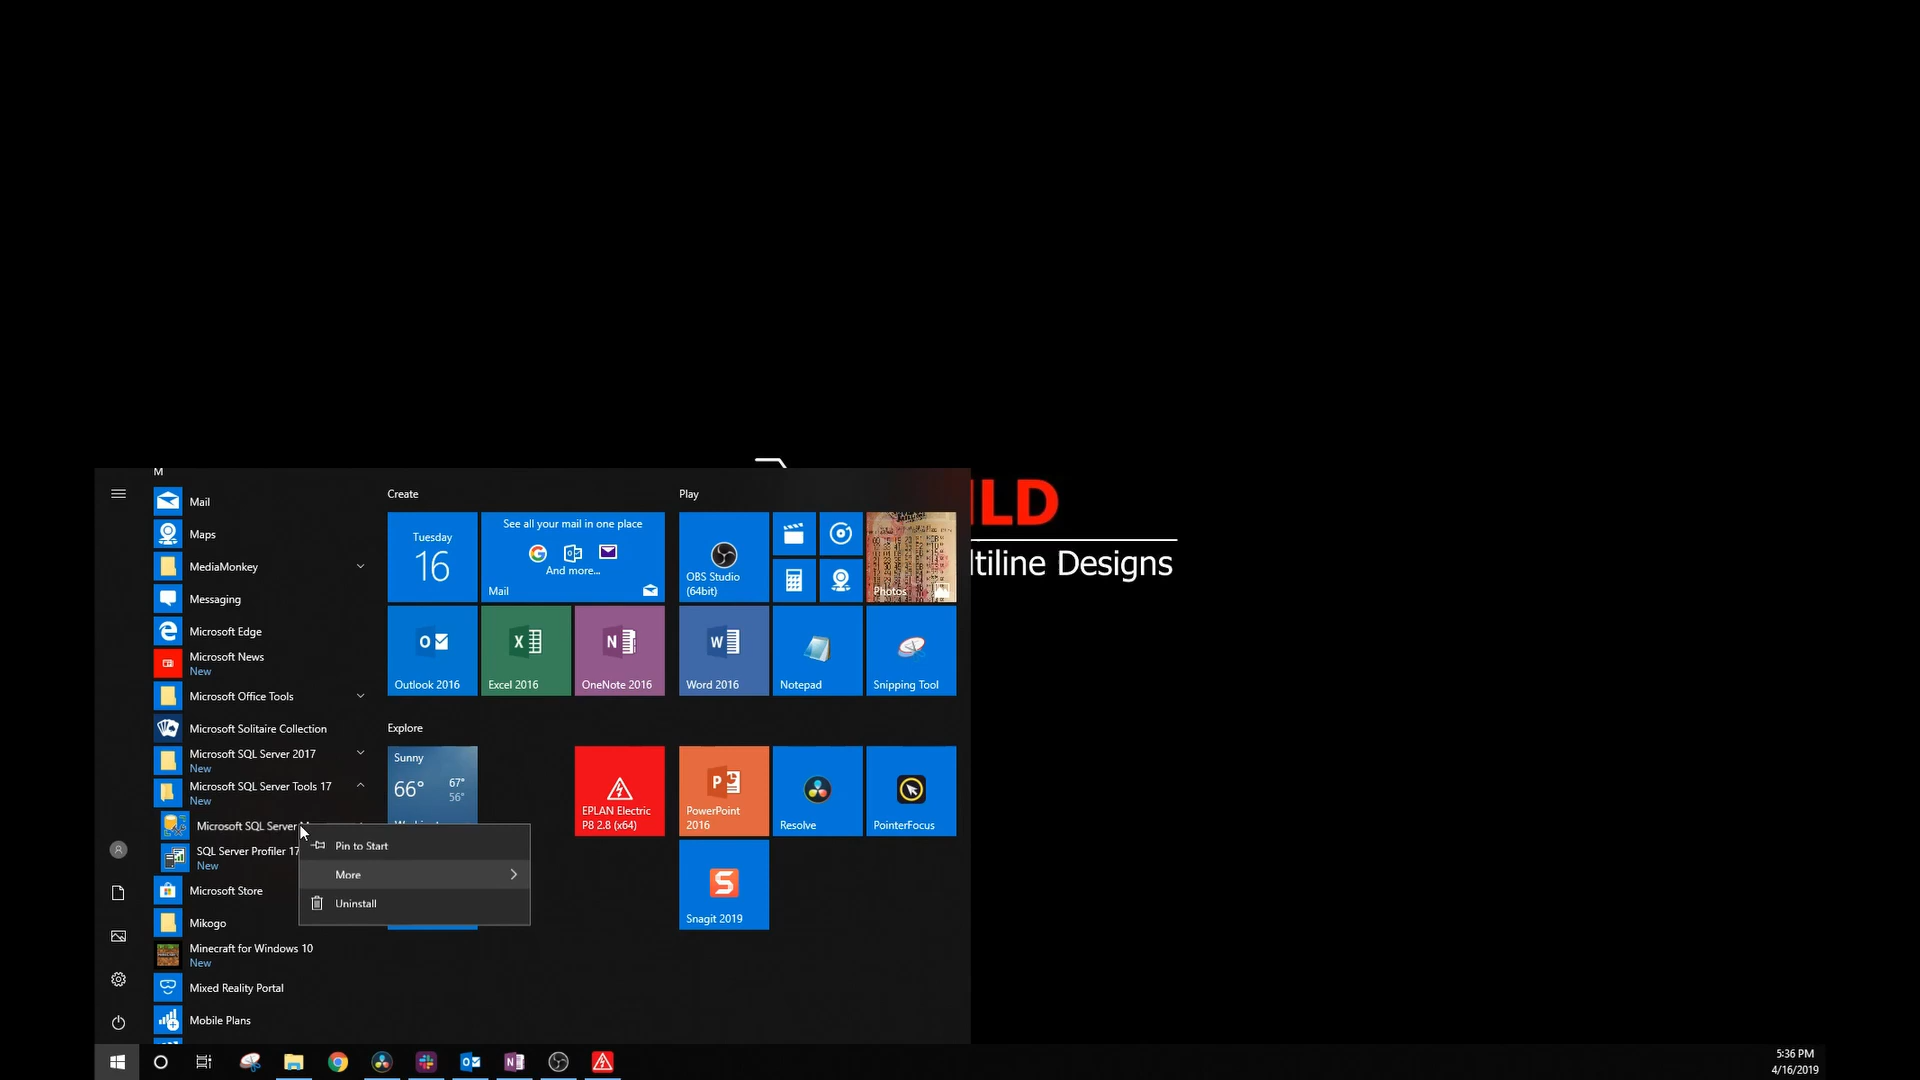 M
Mail
Maps
MediaMonkey
Messaging
Microsoft Edge
Microsoft News
New
Microsoft Office Tools
Microsoft Solitaire Collection
Microsoft SQL Server 2017
New
Microsoft SQL Server Tools 17
New
Microsoft SQL Server
SQL Server Profiler 17
New
Microsoft Store
Mikogo
Minecraft for Windows 10
New
Mixed Reality Portal
Mobile Plans
Pin to Start
More
Uninstall
Create
Tuesday
16
See all your mail in one place
And more...
Mail
Outlook 2016
Excel 2016
OneNote 2016
Explore
Sunny
66°
67°
56°
EPLAN Electric
P8 2.8 (x64)
Play
OBS Studio
(64bit)
Photos
Word 2016
Notepad
Snipping Tool
PowerPoint
2016
Resolve
PointerFocus
Snagit 2019
ILD
ltiline Designs
5:36 PM
4/16/2019